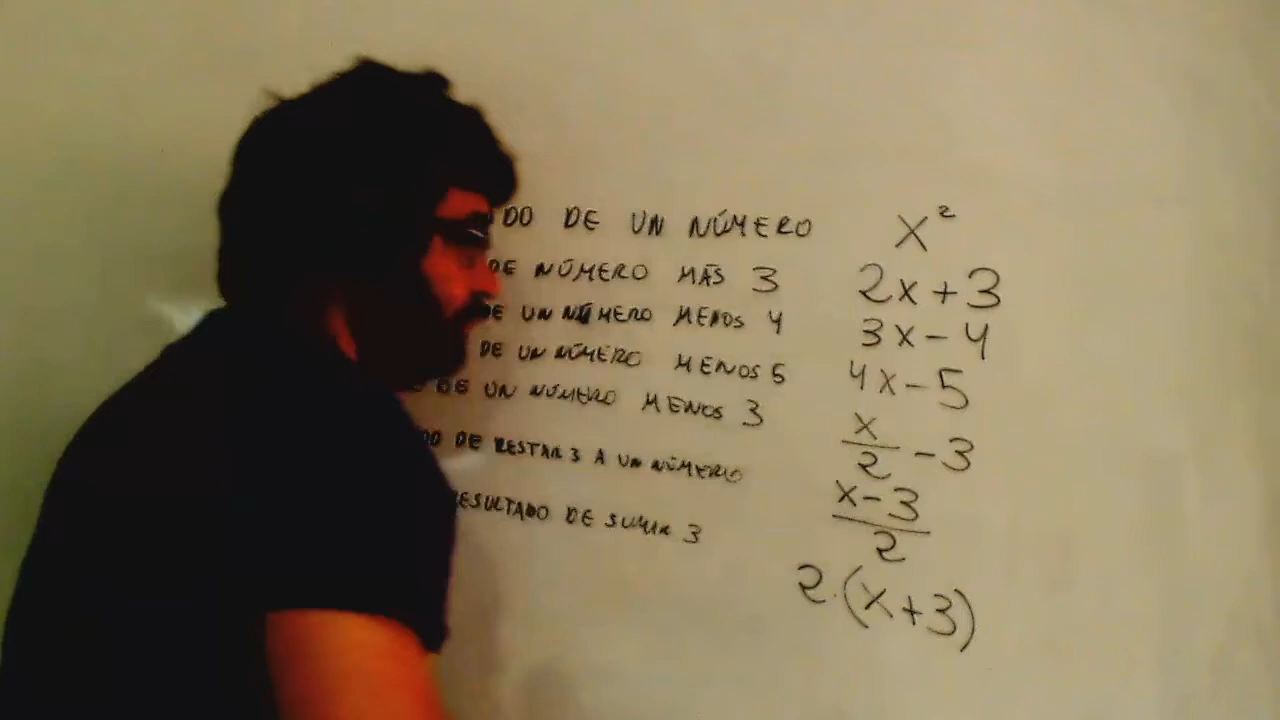 DO DE UN NÚMERO x²
DE NÚMERO MÁS 3 2x+3
DE UN NÚMERO MENOS 4 3x-4
DE UN NÚMERO MENOS 5 4x-5
DE UN NÚMERO MENOS 3 x/2 -3
DO DE RESTAR 3 A UN NÚMERO x-3/2
RESULTADO DE SUMAR 3 2.(x+3)